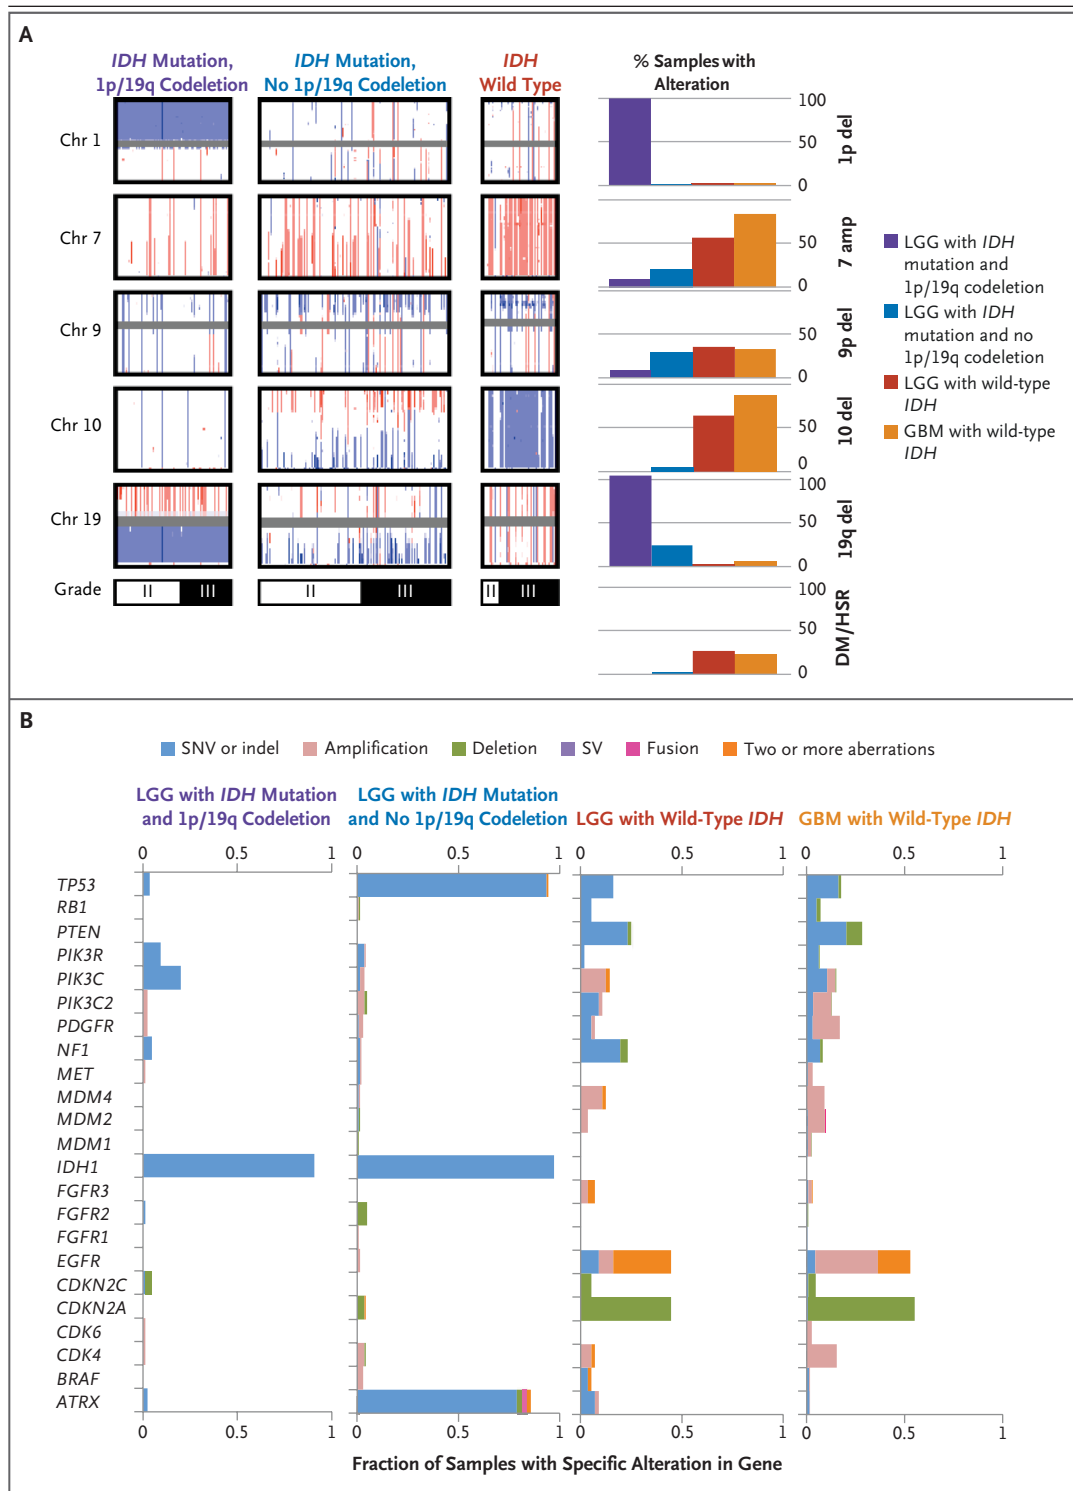 A
IDH Mutation,
1p/19q Codeletion
IDH Mutation,
No 1p/19q Codeletion
IDH
Wild Type
% Samples with
Alteration
Chr 1
100
50
0
1p del
Chr 7
50
0
7 amp
Chr 9
50
0
9p del
Chr 10
50
0
10 del
Chr 19
100
50
0
19q del
Grade
II
III
II
III
II
III
100
50
0
DM/HSR
LGG with IDH
mutation and
1p/19q codeletion
LGG with IDH
mutation and no
1p/19q codeletion
LGG with wild-type
IDH
GBM with wild-type
IDH
B
SNV or indel
Amplification
Deletion
SV
Fusion
Two or more aberrations
LGG with IDH Mutation
and 1p/19q Codeletion
LGG with IDH Mutation
and No 1p/19q Codeletion
LGG with Wild-Type IDH
GBM with Wild-Type IDH
0 0.5 1
0 0.5 1
0 0.5 1
0 0.5 1
TP53
RB1
PTEN
PIK3R
PIK3C
PIK3C2
PDGFR
NF1
MET
MDM4
MDM2
MDM1
IDH1
FGFR3
FGFR2
FGFR1
EGFR
CDKN2C
CDKN2A
CDK6
CDK4
BRAF
ATRX
0 0.5 1
0 0.5 1
0 0.5 1
0 0.5 1
Fraction of Samples with Specific Alteration in Gene